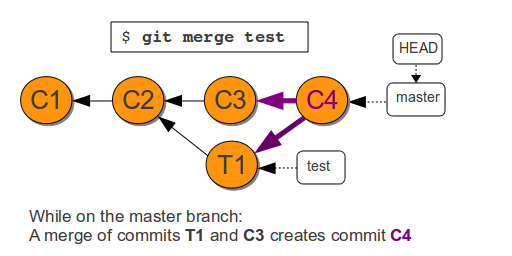 $ git merge test
HEAD
C1
C2
C3
C4
master
T1
test
While on the master branch:
A merge of commits T1 and C3 creates commit C4